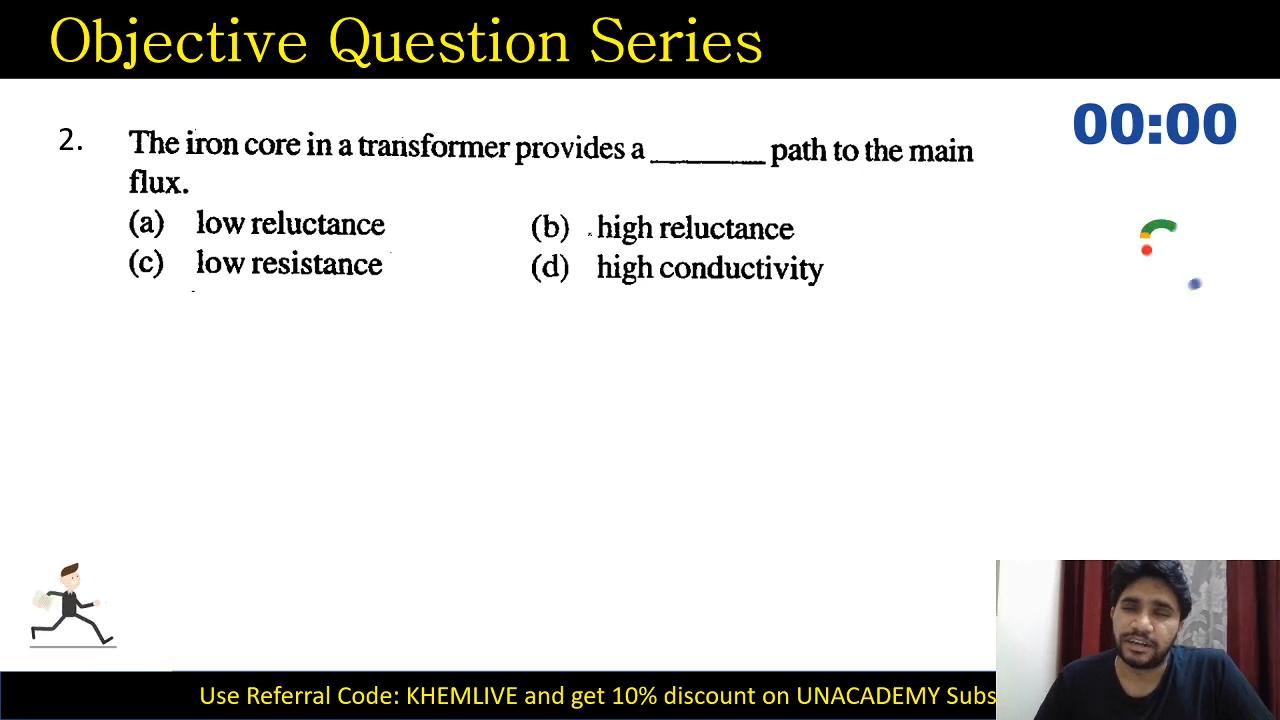 Objective Question Series
00:00
2. The iron core in a transformer provides a ________ path to the main
flux.
(a) low reluctance (b) high reluctance
(c) low resistance (d) high conductivity
Use Referral Code: KHEMLIVE and get 10% discount on UNACADEMY Subs